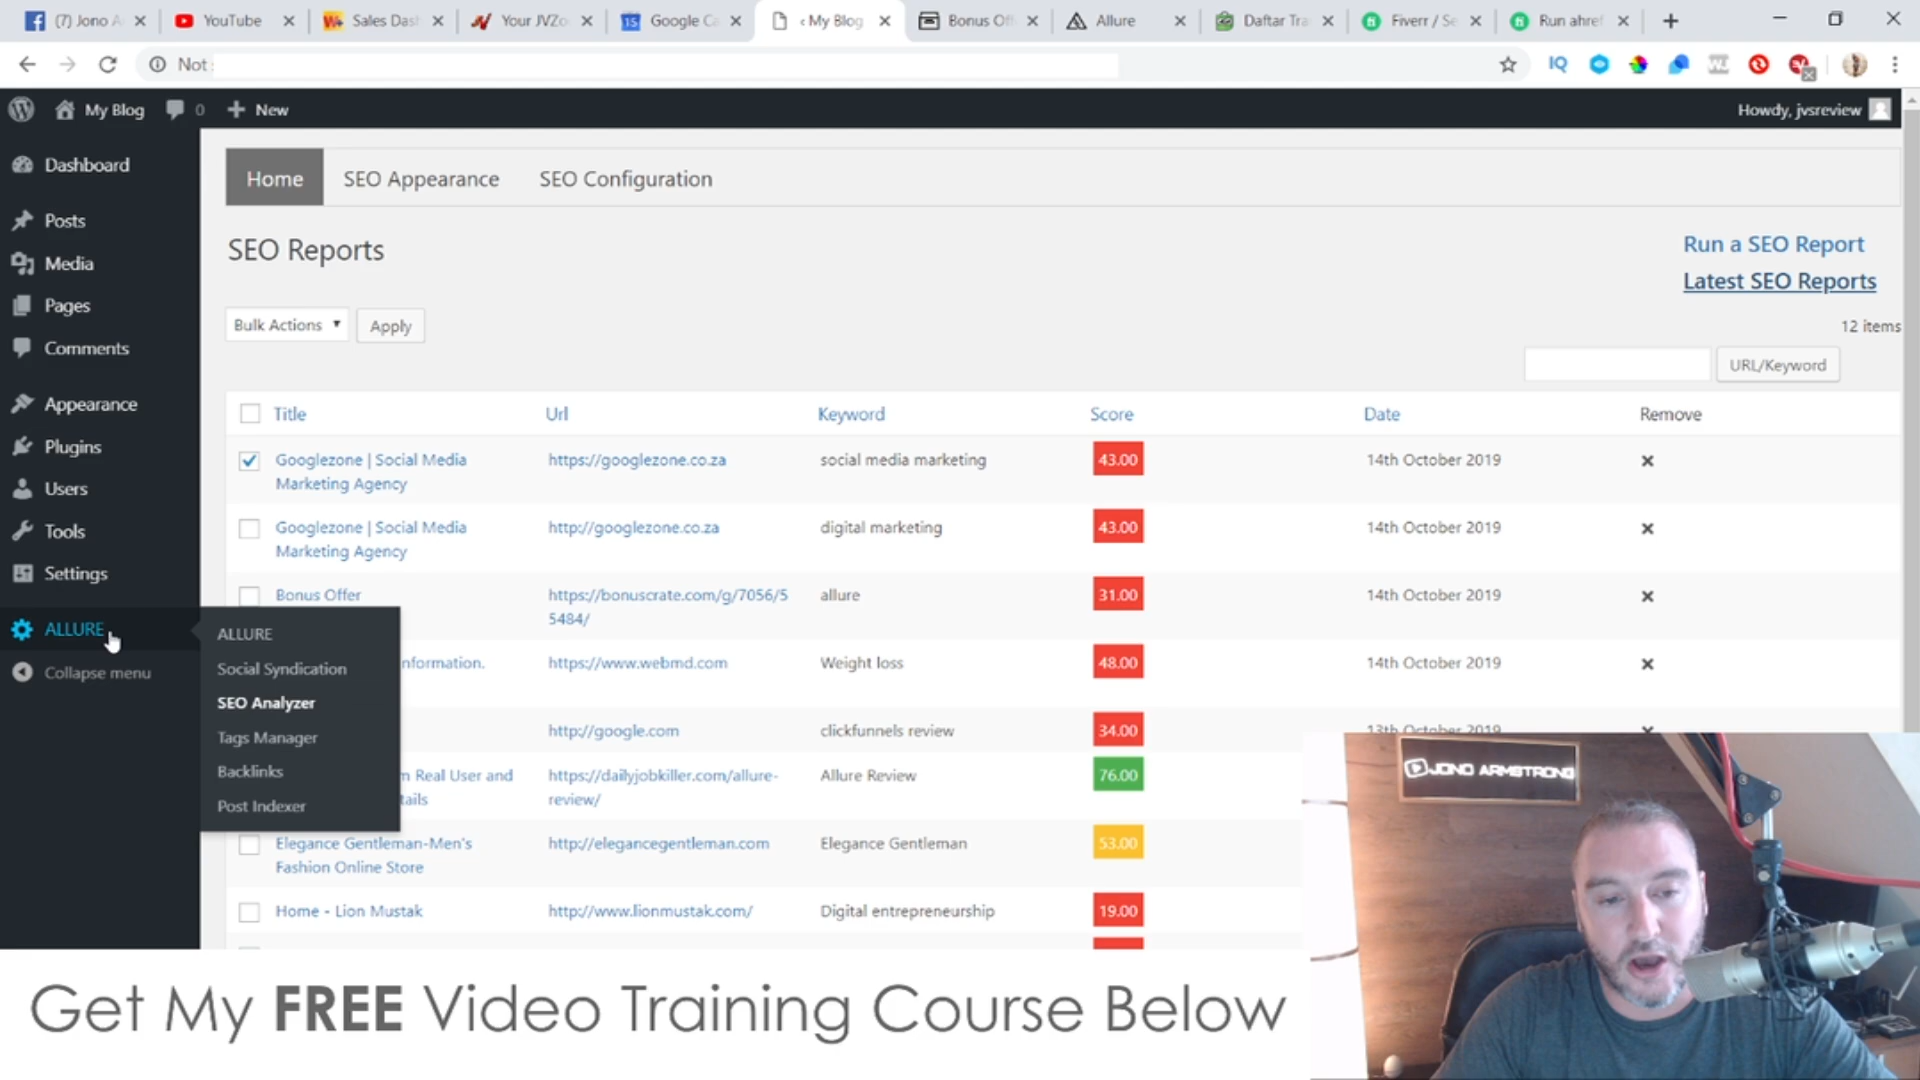 (7) Jono A
YouTube
Sales Das
Your JVZo
Google Ca
‹ My Blog
Bonus Off
Allure
Daftar Tra
Fiverr / Se
Run ahref
Not
IQ
My Blog 0 New
Howdy, jvsreview
Dashboard
Posts
Media
Pages
Comments
Appearance
Plugins
Users
Tools
Settings
ALLURE
Collapse menu
ALLURE
Social Syndication
SEO Analyzer
Tags Manager
Backlinks
Post Indexer
Home SEO Appearance SEO Configuration
SEO Reports
Run a SEO Report
Latest SEO Reports
Bulk Actions Apply
12 items
URL/Keyword
Title Url Keyword Score Date Remove
Googlezone | Social Media https://googlezone.co.za social media marketing 43.00 14th October 2019
Marketing Agency
Googlezone | Social Media http://googlezone.co.za digital marketing 43.00 14th October 2019
Marketing Agency
Bonus Offer https://bonuscrate.com/g/7056/5 allure 31.00 14th October 2019
5484/
nformation. https://www.webmd.com Weight loss 48.00 14th October 2019
http://google.com clickfunnels review 34.00 13th October 2019
m Real User and https://dailyjobkiller.com/allure- Allure Review 76.00
tails review/
Elegance Gentleman-Men's http://elegancegentleman.com Elegance Gentleman 53.00
Fashion Online Store
Home - Lion Mustak http://www.lionmustak.com/ Digital entrepreneurship 19.00
JONO ARMSTRONG
Get My FREE Video Training Course Below